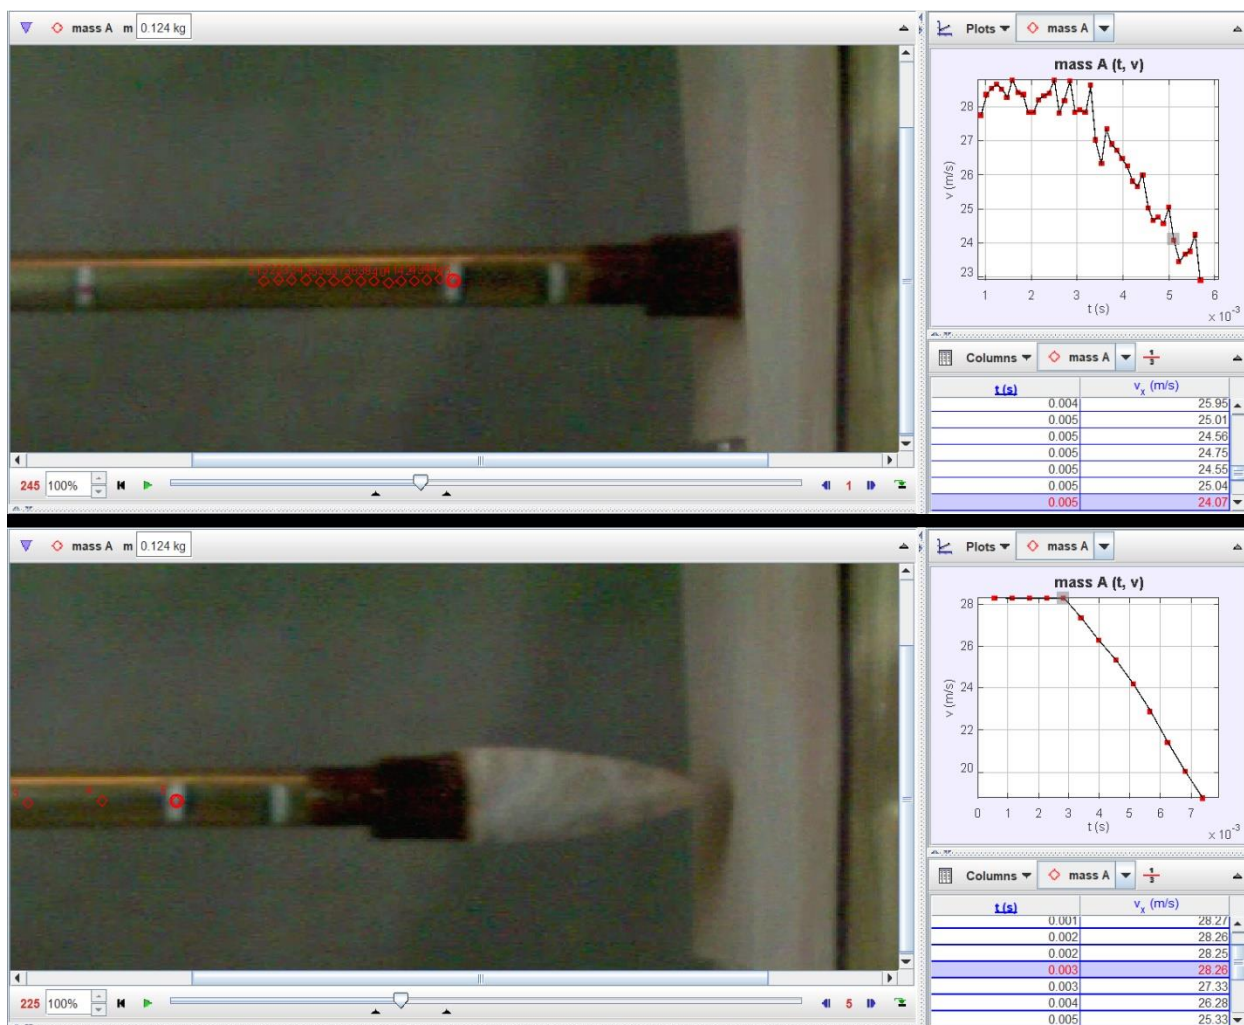 mass A m 0.124 kg
Plots mass A
mass A (t, v)
28
27
26
25
24
23
v (m/s)
1 2 3 4 5 6
t (s)
× 10⁻³
Columns mass A
t (s) vₓ (m/s)
0.004 25.95
0.005 25.01
0.005 24.56
0.005 24.75
0.005 24.55
0.005 25.04
0.005 24.07
245 100% 1
mass A m 0.124 kg
Plots mass A
mass A (t, v)
28
26
24
22
20
v (m/s)
0 1 2 3 4 5 6 7
t (s)
× 10⁻³
Columns mass A
t (s) vₓ (m/s)
0.001 28.27
0.002 28.26
0.002 28.25
0.003 28.26
0.003 27.33
0.004 26.28
0.005 25.33
225 100% 5